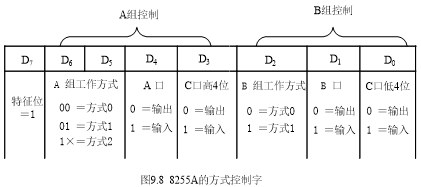 A组控制 B组控制
D7 D6 D5 D4 D3 D2 D1 D0
特征位
=1
A 组工作方式
00 =方式0
01 =方式1
1×=方式2
A 口
0 =输出
1 =输入
C口高4位
0 =输出
1 =输入
B 组工作方式
0 =方式0
1 =方式1
B 口
0 =输出
1 =输入
C口低4位
0 =输出
1 =输入
图9.8 8255A的方式控制字